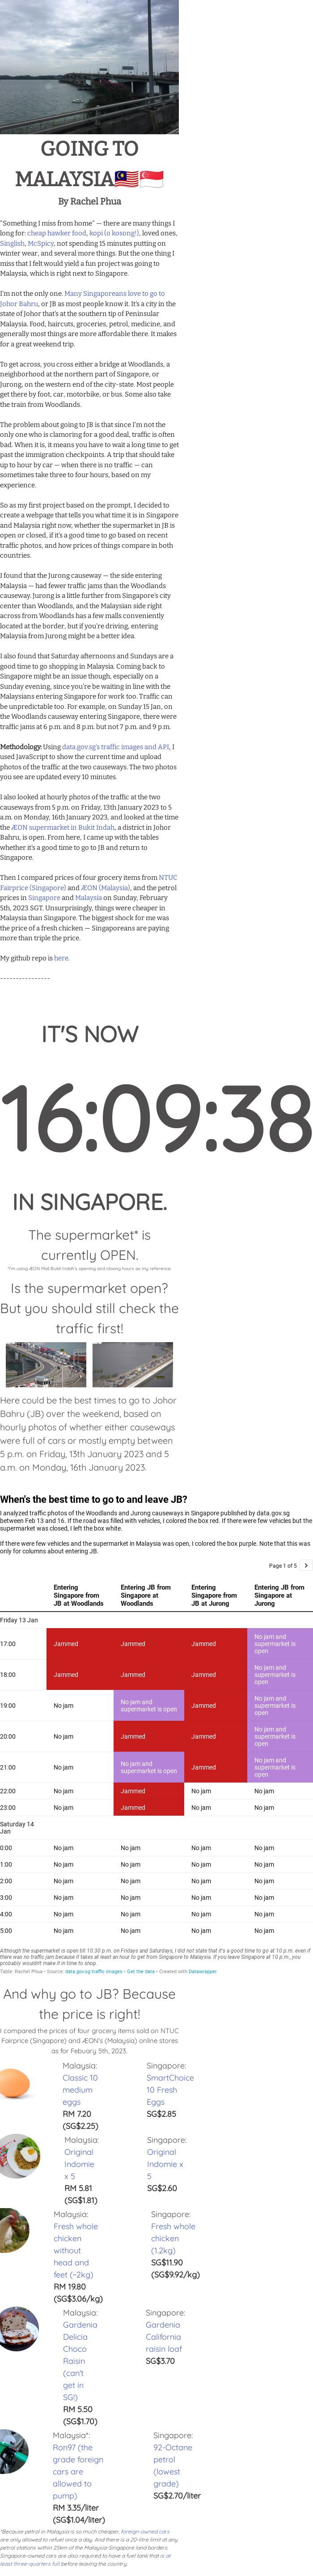 GOING TO
MALAYSIA🇲🇾🇸🇬
By Rachel Phua
"Something I miss from home" — there are many things I
long for: cheap hawker food, kopi (o kosong!), loved ones,
Singlish, McSpicy, not spending 15 minutes putting on
winter wear, and several more things. But the one thing I
miss that I felt would yield a fun project was going to
Malaysia, which is right next to Singapore.
I'm not the only one. Many Singaporeans love to go to
Johor Bahru, or JB as most people know it. It's a city in the
state of Johor that's at the southern tip of Peninsular
Malaysia. Food, haircuts, groceries, petrol, medicine, and
generally most things are more affordable there. It makes
for a great weekend trip.
To get across, you cross either a bridge at Woodlands, a
neighborhood at the northern part of Singapore, or
Jurong, on the western end of the city-state. Most people
get there by foot, car, motorbike, or bus. Some also take
the train from Woodlands.
The problem about going to JB is that since I'm not the
only one who is clamoring for a good deal, traffic is often
bad. When it is, means you have to wait a long time to get
past the immigration checkpoints. A trip that should take
up to hour by car — when there is no traffic — can
sometimes take three to four hours, based on my
experience.
So as my first project based on the prompt, I decided to
create a webpage that tells you what time it is in Singapore
and Malaysia right now, whether the supermarket in JB is
open or closed, if it's a good time to go based on recent
traffic photos, and how prices of things compare in both
countries.
I found that the Jurong causeway — the side entering
Malaysia — had fewer traffic jams than the Woodlands
causeway. Jurong is a little further from Singapore's city
center than Woodlands, and the Malaysian side right
across from Woodlands has a few malls conveniently
located at the border, but if you're driving, entering
Malaysia from Jurong might be a better idea.
I also found that Saturday afternoons and Sundays are a
good time to go shopping in Malaysia. Coming back to
Singapore might be an issue though, especially on a
Sunday evening, since you'd be waiting in line with the
Malaysians entering Singapore for work too. Traffic can
be unpredictable too. For example, on Sunday 15 Jan, on
the Woodlands causeway entering Singapore, there were
traffic jams at 6 p.m. and 8 p.m. but not 7 p.m. and 9 p.m.
Methodology: Using data.gov.sg's traffic images and API, I
used JavaScript to show the current time and upload
photos of the traffic at the two causeways. The two photos
you see are updated every 10 minutes.
I also looked at hourly photos of the traffic at the two
causeways from 5 p.m. on Friday, 13th January 2023 to 5
a.m. on Monday, 16th January 2023, and looked at the time
the ÆON supermarket in Bukit Indah, a district in Johor
Bahru, is open. From here, I came up with the tables
whether it's a good time to go to JB and return to
Singapore.
Then I compared prices of four grocery items from NTUC
Fairprice (Singapore) and ÆON (Malaysia), and the petrol
prices in Singapore and Malaysia on Sunday, February
5th, 2023 SGT. Unsurprisingly, things were cheaper in
Malaysia than Singapore. The biggest shock for me was
the price of a fresh chicken — Singaporeans are paying
more than triple the price.
My github repo is here.
----------------
IT'S NOW
16:09:38
IN SINGAPORE.
The supermarket* is
currently OPEN.
*I'm using ÆON Mall Bukit Indah's opening and closing hours as my reference.
Is the supermarket open?
But you should still check the
traffic first!
Here could be the best times to go to Johor
Bahru (JB) over the weekend, based on
hourly photos of whether either causeways
were full of cars or mostly empty between
5 p.m. on Friday, 13th January 2023 and 5
a.m. on Monday, 16th January 2023.
When's the best time to go to and leave JB?
I analyzed traffic photos of the Woodlands and Jurong causeways in Singapore published by data.gov.sg
between Feb 13 and 16. If the road was filled with vehicles, I colored the box red. If there were few vehicles but the
supermarket was closed, I left the box white.
If there were few vehicles and the supermarket in Malaysia was open, I colored the box purple. Note that this was
only for columns about entering JB.
Page 1 of 5 >
Entering Singapore from JB at Woodlands Entering JB from Singapore at Woodlands Entering Singapore from JB at Jurong Entering JB from Singapore at Jurong
Friday 13 Jan
17:00 Jammed Jammed Jammed No jam and supermarket is open
18:00 Jammed Jammed Jammed No jam and supermarket is open
19:00 No jam No jam and supermarket is open Jammed No jam and supermarket is open
20:00 No jam Jammed Jammed No jam and supermarket is open
21:00 No jam No jam and supermarket is open Jammed No jam and supermarket is open
22:00 No jam Jammed No jam No jam
23:00 No jam Jammed No jam No jam
Saturday 14 Jan
0:00 No jam No jam No jam No jam
1:00 No jam No jam No jam No jam
2:00 No jam No jam No jam No jam
3:00 No jam No jam No jam No jam
4:00 No jam No jam No jam No jam
5:00 No jam No jam No jam No jam
Although the supermarket is open till 10:30 p.m. on Fridays and Saturdays, I did not state that it's a good time to go at 10 p.m. even if
there was no traffic jam because it takes at least an hour to get from Singapore to Malaysia. If you leave Singapore at 10 p.m., you
probably wouldn't make it in time to shop.
Table: Rachel Phua • Source: data.gov.sg traffic images • Get the data • Created with Datawrapper
And why go to JB? Because
the price is right!
I compared the prices of four grocery items sold on NTUC
Fairprice (Singapore) and ÆON's (Malaysia) online stores
as for Febuary 5th, 2023.
Malaysia:
Classic 10
medium
eggs
RM 7.20
(SG$2.25)
Singapore:
SmartChoice
10 Fresh
Eggs
SG$2.85
Malaysia:
Original
Indomie
x 5
RM 5.81
(SG$1.81)
Singapore:
Original
Indomie x
5
SG$2.60
Malaysia:
Fresh whole
chicken
without
head and
feet (~2kg)
RM 19.80
(SG$3.06/kg)
Singapore:
Fresh whole
chicken
(1.2kg)
SG$11.90
(SG$9.92/kg)
Malaysia:
Gardenia
Delicia
Choco
Raisin
(can't
get in
SG!)
RM 5.50
(SG$1.70)
Singapore:
Gardenia
California
raisin loaf
SG$3.70
Malaysia*:
Ron97 (the
grade foreign
cars are
allowed to
pump)
RM 3.35/liter
(SG$1.04/liter)
Singapore:
92-Octane
petrol
(lowest
grade)
SG$2.70/liter
*Because petrol in Malaysia is so much cheaper, foreign-owned cars
are only allowed to refuel once a day. And there is a 20-litre limit at any
petrol stations within 25km of the Malaysia-Singapore land borders.
Singapore-owned cars are also required to have a fuel tank that is at
least three-quarters full before leaving the country.